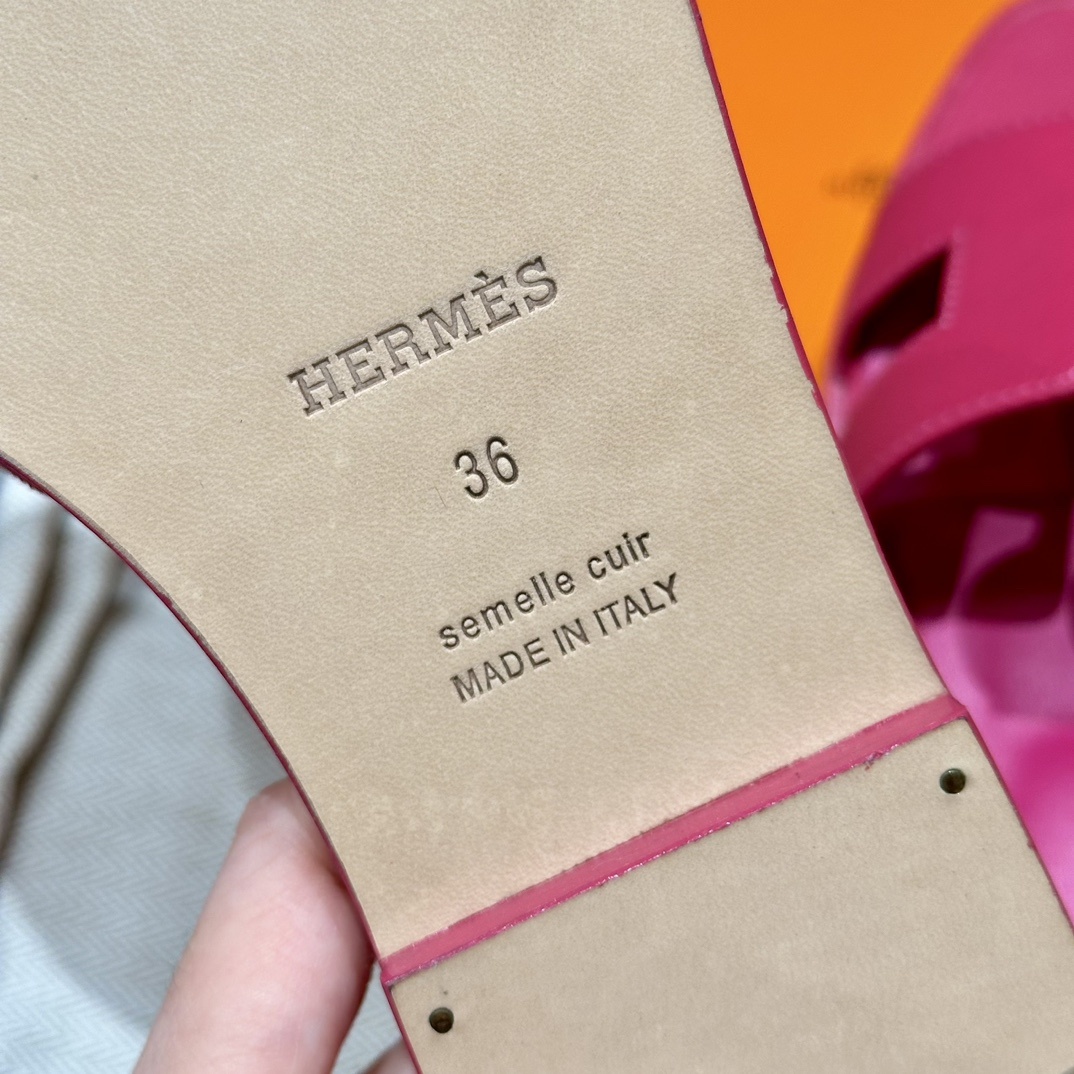 HERMÈS
36
semelle cuir
MADE IN ITALY